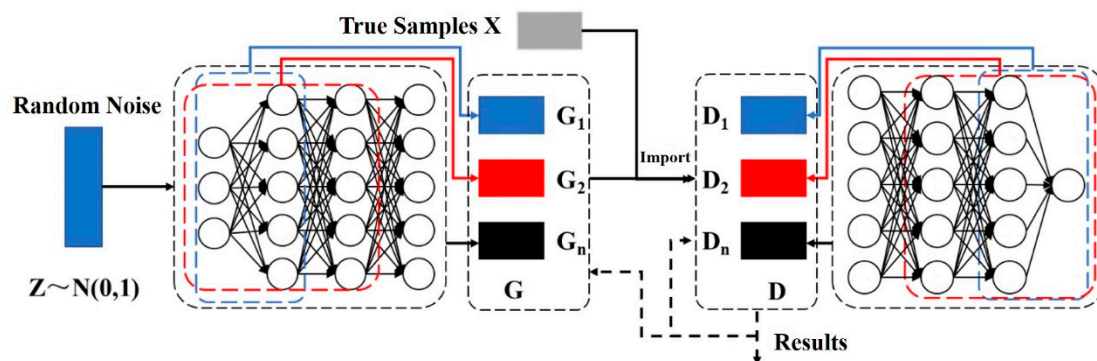 True Samples X
Random Noise
G₁
D₁
Import
G₂
D₂
Gₙ
Dₙ
Z～N(0,1)
G
D
Results